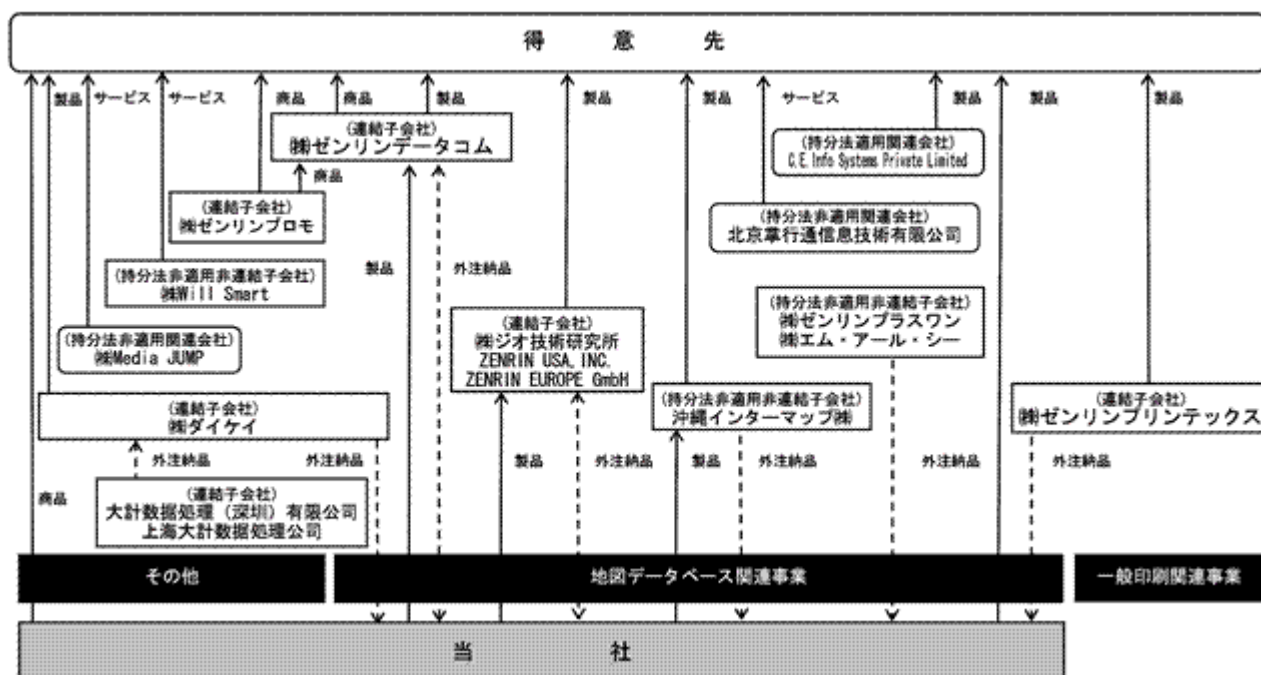 得 意 先
製品
サービス
サービス
商品
商品
製品
製品
製品
サービス
製品
製品
製品
(連結子会社)
㈱ゼンリンデータコム
(持分法適用関連会社)
C.E.Info Systems Private Limited
商品
(連結子会社)
㈱ゼンリンプロモ
(持分法非適用関連会社)
北京掌行通信息技術有限公司
(持分法非適用非連結子会社)
㈱Will Smart
製品
外注納品
(持分法非適用非連結子会社)
㈱ゼンリンプラスワン
㈱エム・アール・シー
(持分法非適用関連会社)
㈱Media JUMP
(連結子会社)
㈱ジオ技術研究所
ZENRIN USA, INC.
ZENRIN EUROPE GmbH
(連結子会社)
㈱ダイケイ
(持分法非適用非連結子会社)
沖縄インターマップ㈱
(連結子会社)
㈱ゼンリンプリンテックス
外注納品
外注納品
製品
外注納品
製品
外注納品
外注納品
外注納品
商品
(連結子会社)
大計数据処理（深圳）有限公司
上海大計数据処理公司
その他
地図データベース関連事業
一般印刷関連事業
当 社